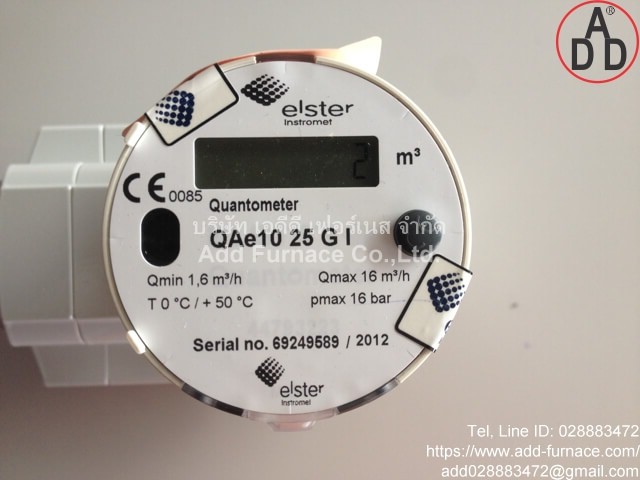 ADD
elster
Instromet
2
m³
CE 0085
Quantometer
บริษัท เอดีดี เฟอร์เนส จำกัด
QAe10 25 G I
Add Furnace Co.,Ltd
Qmin 1,6 m³/h
Qmax 16 m³/h
T 0 °C / + 50 °C
pmax 16 bar
Serial no. 69249589 / 2012
elster
Instromet
Tel, Line ID: 028883472
https://www.add-furnace.com/
add028883472@gmail.com